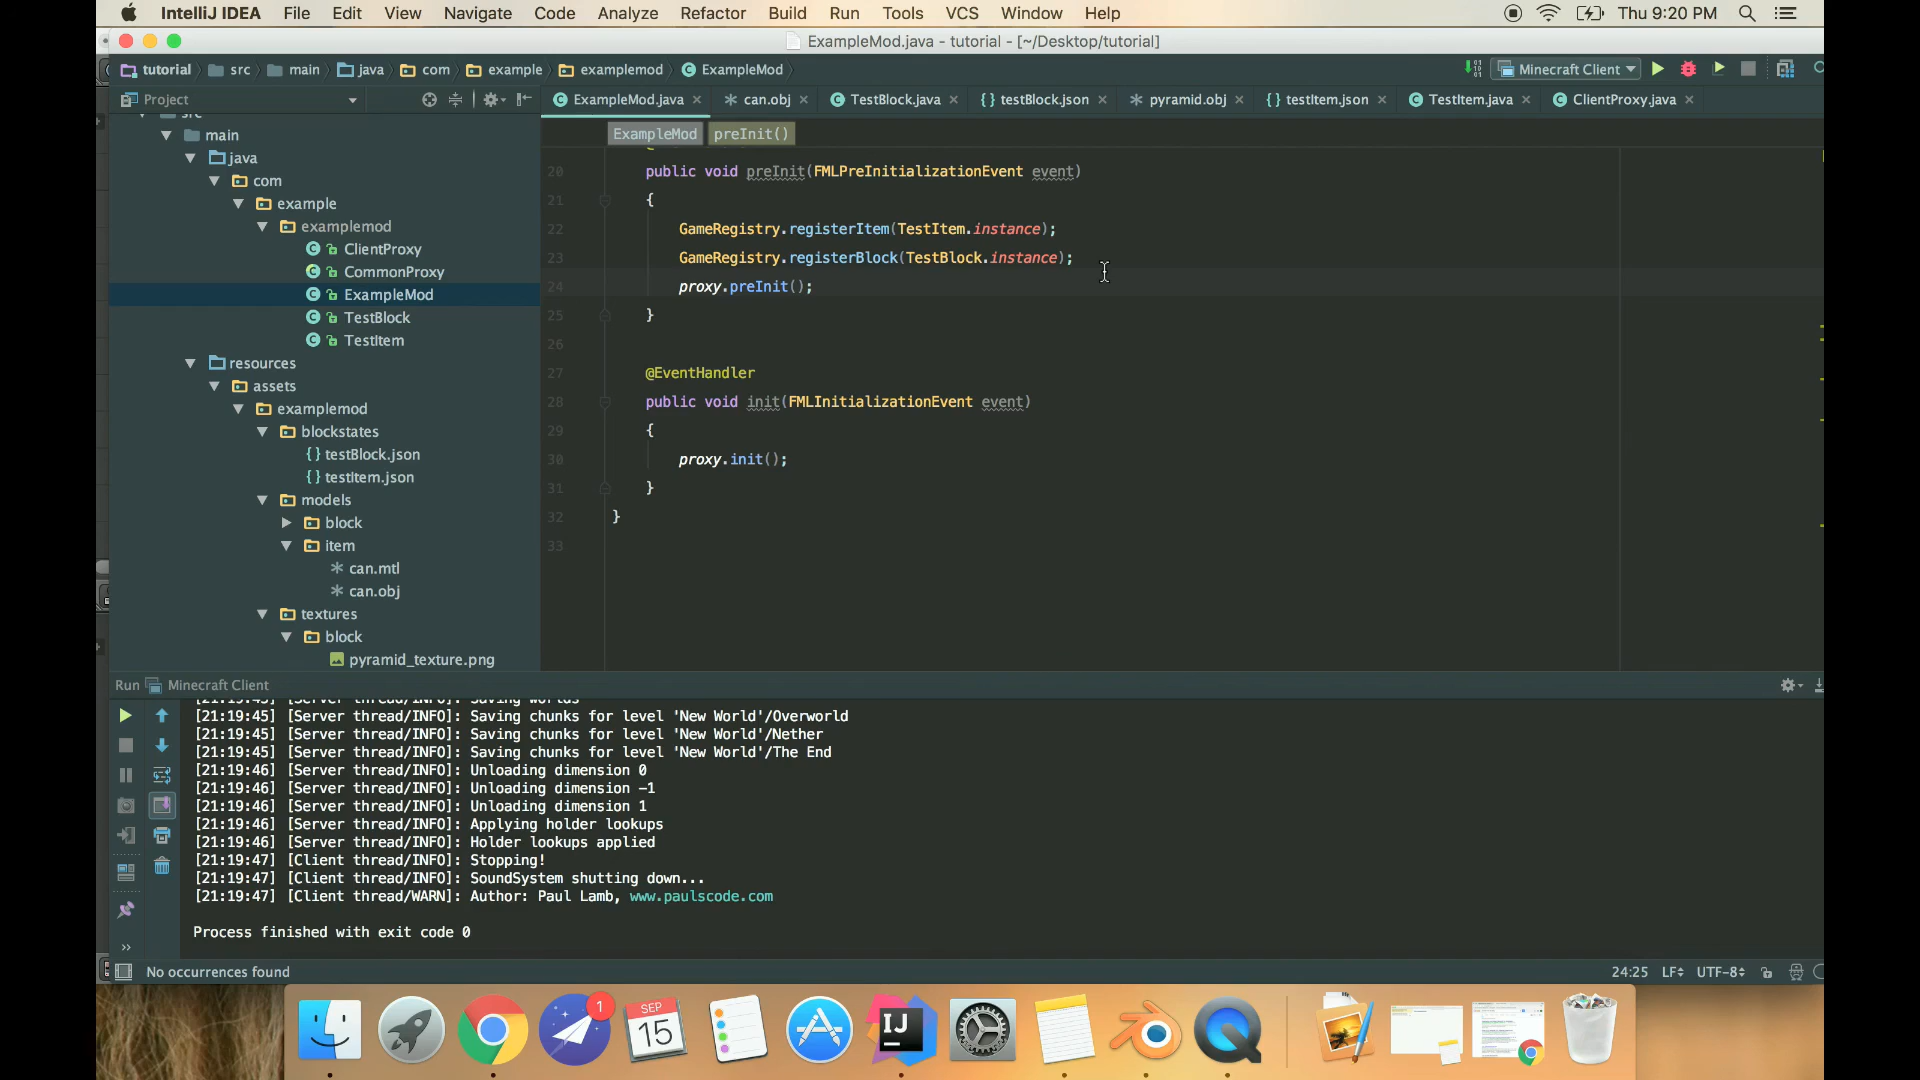 IntelliJ IDEA File Edit View Navigate Code Analyze Refactor Build Run Tools VCS Window Help Thu 9:20 PM
ExampleMod.java - tutorial - [~/Desktop/tutorial]
tutorial src main java com example examplemod ExampleMod Minecraft Client
Project ExampleMod.java can.obj TestBlock.java testBlock.json pyramid.obj testItem.json TestItem.java ClientProxy.java
ExampleMod preInit()
src
main
java
com
example
examplemod
ClientProxy
CommonProxy
ExampleMod
TestBlock
TestItem
resources
assets
examplemod
blockstates
testBlock.json
testItem.json
models
block
item
can.mtl
can.obj
textures
block
pyramid_texture.png
20 public void preInit(FMLPreInitializationEvent event)
21 {
22 GameRegistry.registerItem(TestItem.instance);
23 GameRegistry.registerBlock(TestBlock.instance);
24 proxy.preInit();
25 }
26
27 @EventHandler
28 public void init(FMLInitializationEvent event)
29 {
30 proxy.init();
31 }
32 }
33
Run Minecraft Client
[21:19:45] [Server thread/INFO]: Saving worlds
[21:19:45] [Server thread/INFO]: Saving chunks for level 'New World'/Overworld
[21:19:45] [Server thread/INFO]: Saving chunks for level 'New World'/Nether
[21:19:45] [Server thread/INFO]: Saving chunks for level 'New World'/The End
[21:19:46] [Server thread/INFO]: Unloading dimension 0
[21:19:46] [Server thread/INFO]: Unloading dimension -1
[21:19:46] [Server thread/INFO]: Unloading dimension 1
[21:19:46] [Server thread/INFO]: Applying holder lookups
[21:19:46] [Server thread/INFO]: Holder lookups applied
[21:19:47] [Client thread/INFO]: Stopping!
[21:19:47] [Client thread/INFO]: SoundSystem shutting down...
[21:19:47] [Client thread/WARN]: Author: Paul Lamb, www.paulscode.com
Process finished with exit code 0
No occurrences found 24:25 LF UTF-8
1
SEP
15
IJ